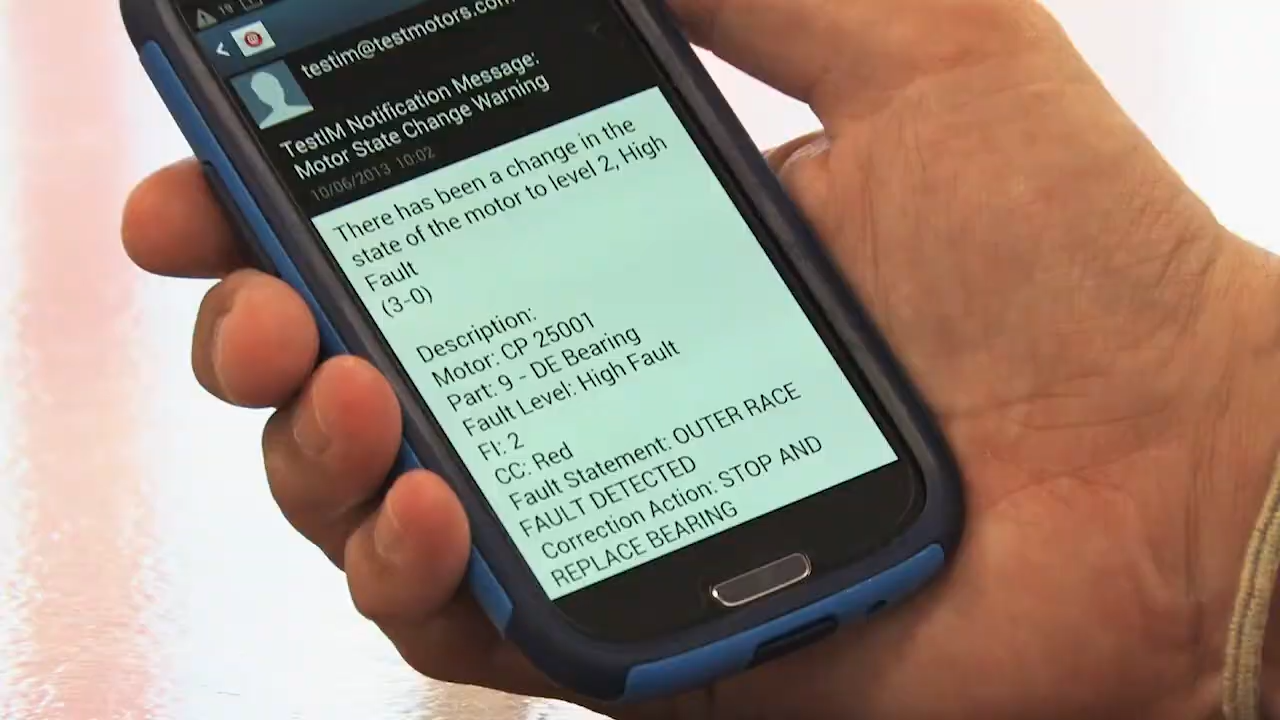 19
testim@testmotors.com
TestIM Notification Message:
Motor State Change Warning
10/06/2013 10:02
There has been a change in the
state of the motor to level 2, High
Fault
(3-0)
Description:
Motor: CP 25001
Part: 9 - DE Bearing
Fault Level: High Fault
FI: 2
CC: Red
Fault Statement: OUTER RACE
FAULT DETECTED
Correction Action: STOP AND
REPLACE BEARING